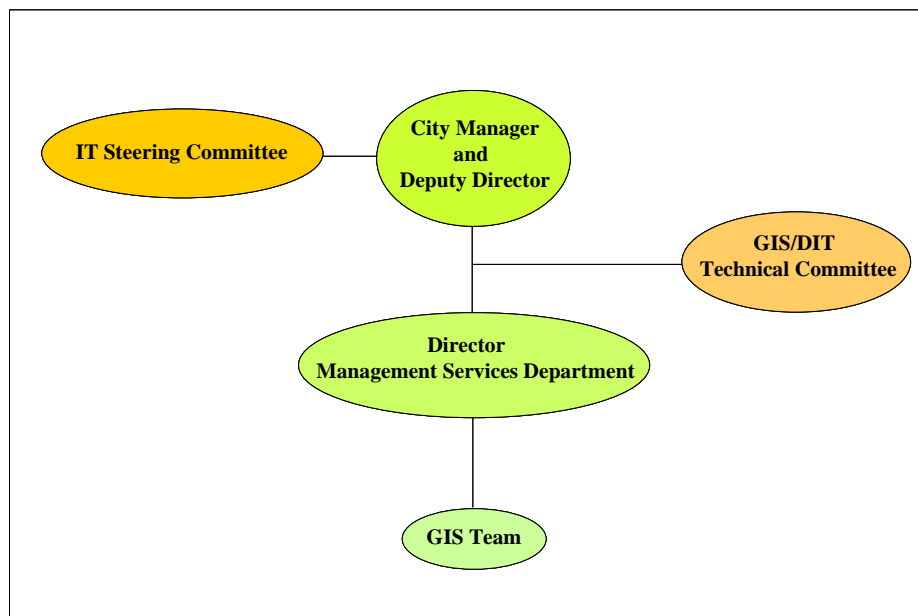 IT Steering Committee
City Manager
and
Deputy Director
GIS/DIT
Technical Committee
Director
Management Services Department
GIS Team